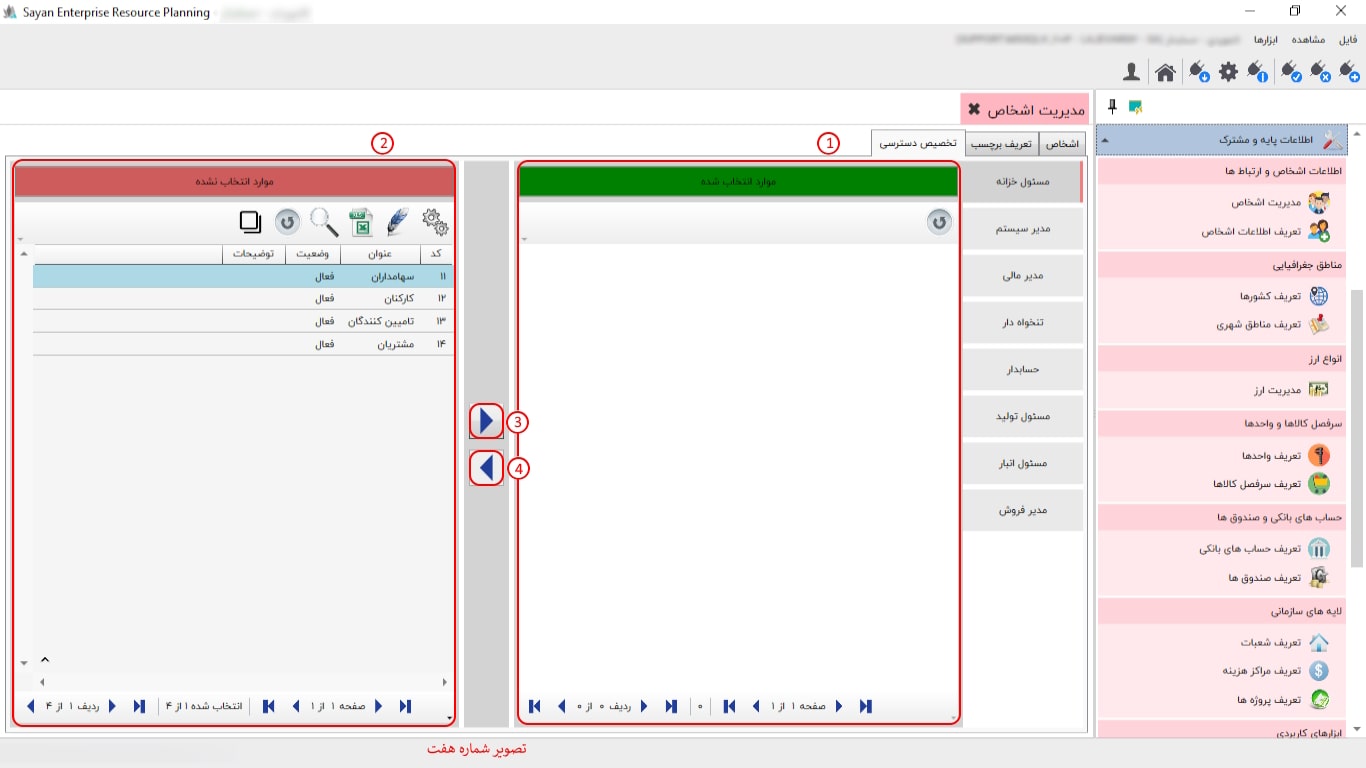 Sayan Enterprise Resource Planning
فایل مشاهده ابزارها
مدیریت اشخاص
اشخاص تعریف برچسب تخصیص دسترسی
اطلاعات پایه و مشترک
اطلاعات اشخاص و ارتباط ها
مدیریت اشخاص
تعریف اطلاعات اشخاص
مناطق جغرافیایی
تعریف کشورها
تعریف مناطق شهری
انواع ارز
مدیریت ارز
سرفصل کالاها و واحدها
تعریف واحدها
تعریف سرفصل کالاها
حساب های بانکی و صندوق ها
تعریف حساب های بانکی
تعریف صندوق ها
لایه های سازمانی
تعریف شعبات
تعریف مراکز هزینه
تعریف پروژه ها
ابزارهای کاربردی
مسئول خزانه
مدیر سیستم
مدیر مالی
تنخواه دار
حسابدار
مسئول تولید
مسئول انبار
مدیر فروش
1
موارد انتخاب شده
صفحه ۱ از ۱
۰
ردیف ۰ از ۰
3
4
2
موارد انتخاب نشده
کد عنوان وضعیت توضیحات
۱۱ سهامداران فعال
۱۲ کارکنان فعال
۱۳ تامیین کنندگان فعال
۱۴ مشتریان فعال
صفحه ۱ از ۱
انتخاب شده ۱ از ۴
ردیف ۱ از ۴
تصویر شماره هفت